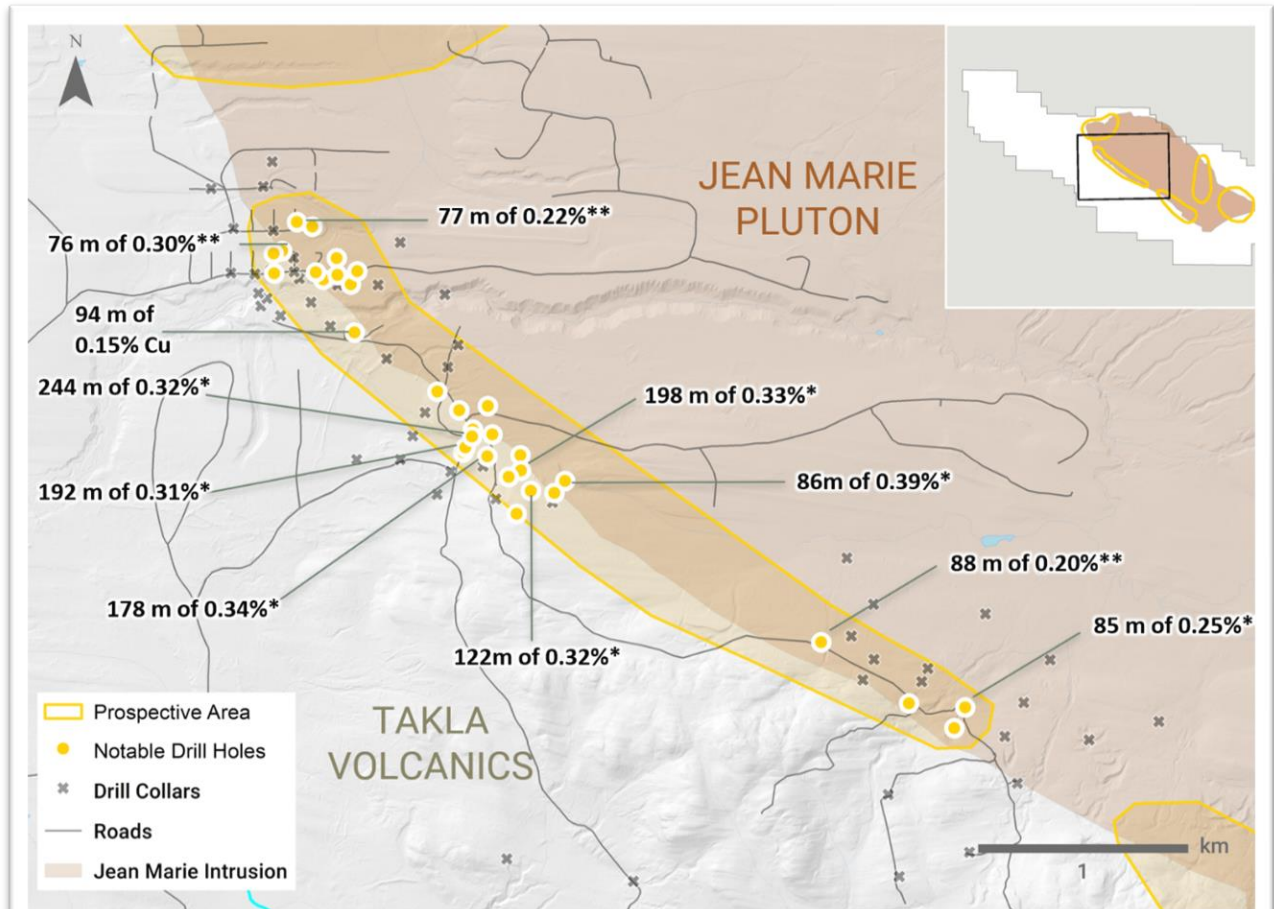 N
JEAN MARIE
PLUTON
77 m of 0.22%**
76 m of 0.30%**
94 m of
0.15% Cu
244 m of 0.32%*
198 m of 0.33%*
192 m of 0.31%*
86m of 0.39%*
178 m of 0.34%*
88 m of 0.20%**
122m of 0.32%*
85 m of 0.25%*
TAKLA
VOLCANICS
Prospective Area
Notable Drill Holes
Drill Collars
Roads
Jean Marie Intrusion
km
1